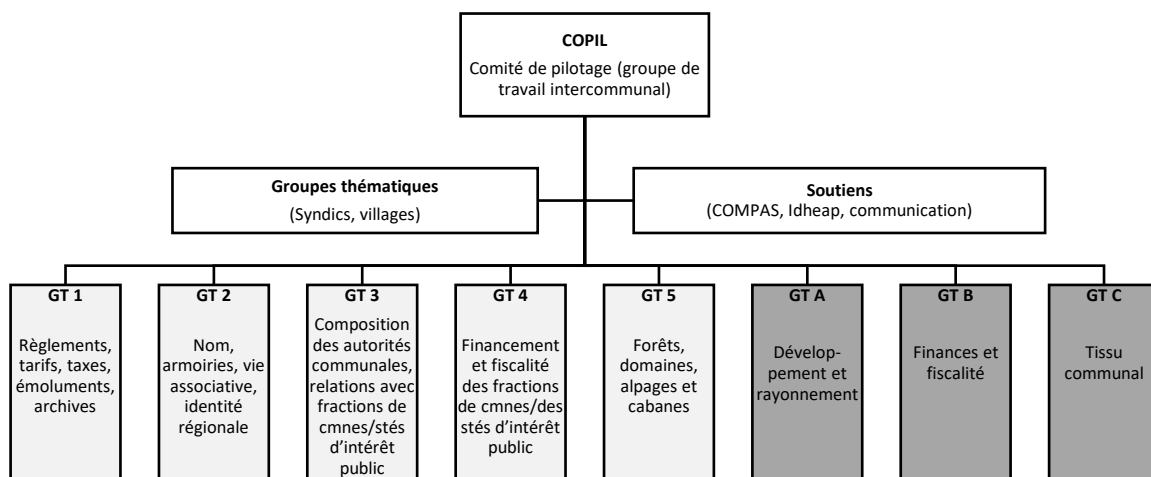 COPIL
Comité de pilotage (groupe de
travail intercommunal)
Groupes thématiques
(Syndics, villages)
Soutiens
(COMPAS, Idheap, communication)
GT 1
Règlements,
tarifs, taxes,
émoluments,
archives
GT 2
Nom,
armoiries, vie
associative,
identité
régionale
GT 3
Composition
des autorités
communales,
relations avec
fractions de
cmnes/stés
d’intérêt
public
GT 4
Financement
et fiscalité
des fractions
de cmnes/des
stés d’intérêt
public
GT 5
Forêts,
domaines,
alpages et
cabanes
GT A
Dévelop-
pement et
rayonnement
GT B
Finances et
fiscalité
GT C
Tissu
communal